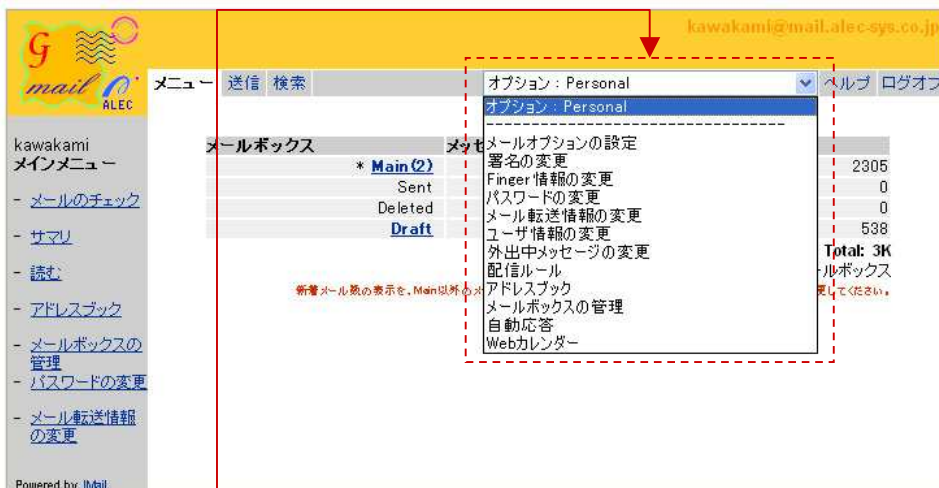 kawakami@mail.alec-sys.co.jp
G
mail
ALEC
メニュー 送信 検索 オプション : Personal ヘルプ ログオフ
kawakami
メインメニュー
- メールのチェック
- サマリ
- 読む
- アドレスブック
- メールボックスの
管理
- パスワードの変更
- メール転送情報
の変更
Powered by IMail
メールボックス
* Main(2) 2305
Sent 0
Deleted 0
Draft 538
Total: 3K
ルボックス
新着メール数の表示を、Main以外の
更してください。
オプション : Personal
----------------------------------
メールオプションの設定
署名の変更
Finger情報の変更
パスワードの変更
メール転送情報の変更
ユーザ情報の変更
外出中メッセージの変更
配信ルール
アドレスブック
メールボックスの管理
自動応答
Webカレンダー